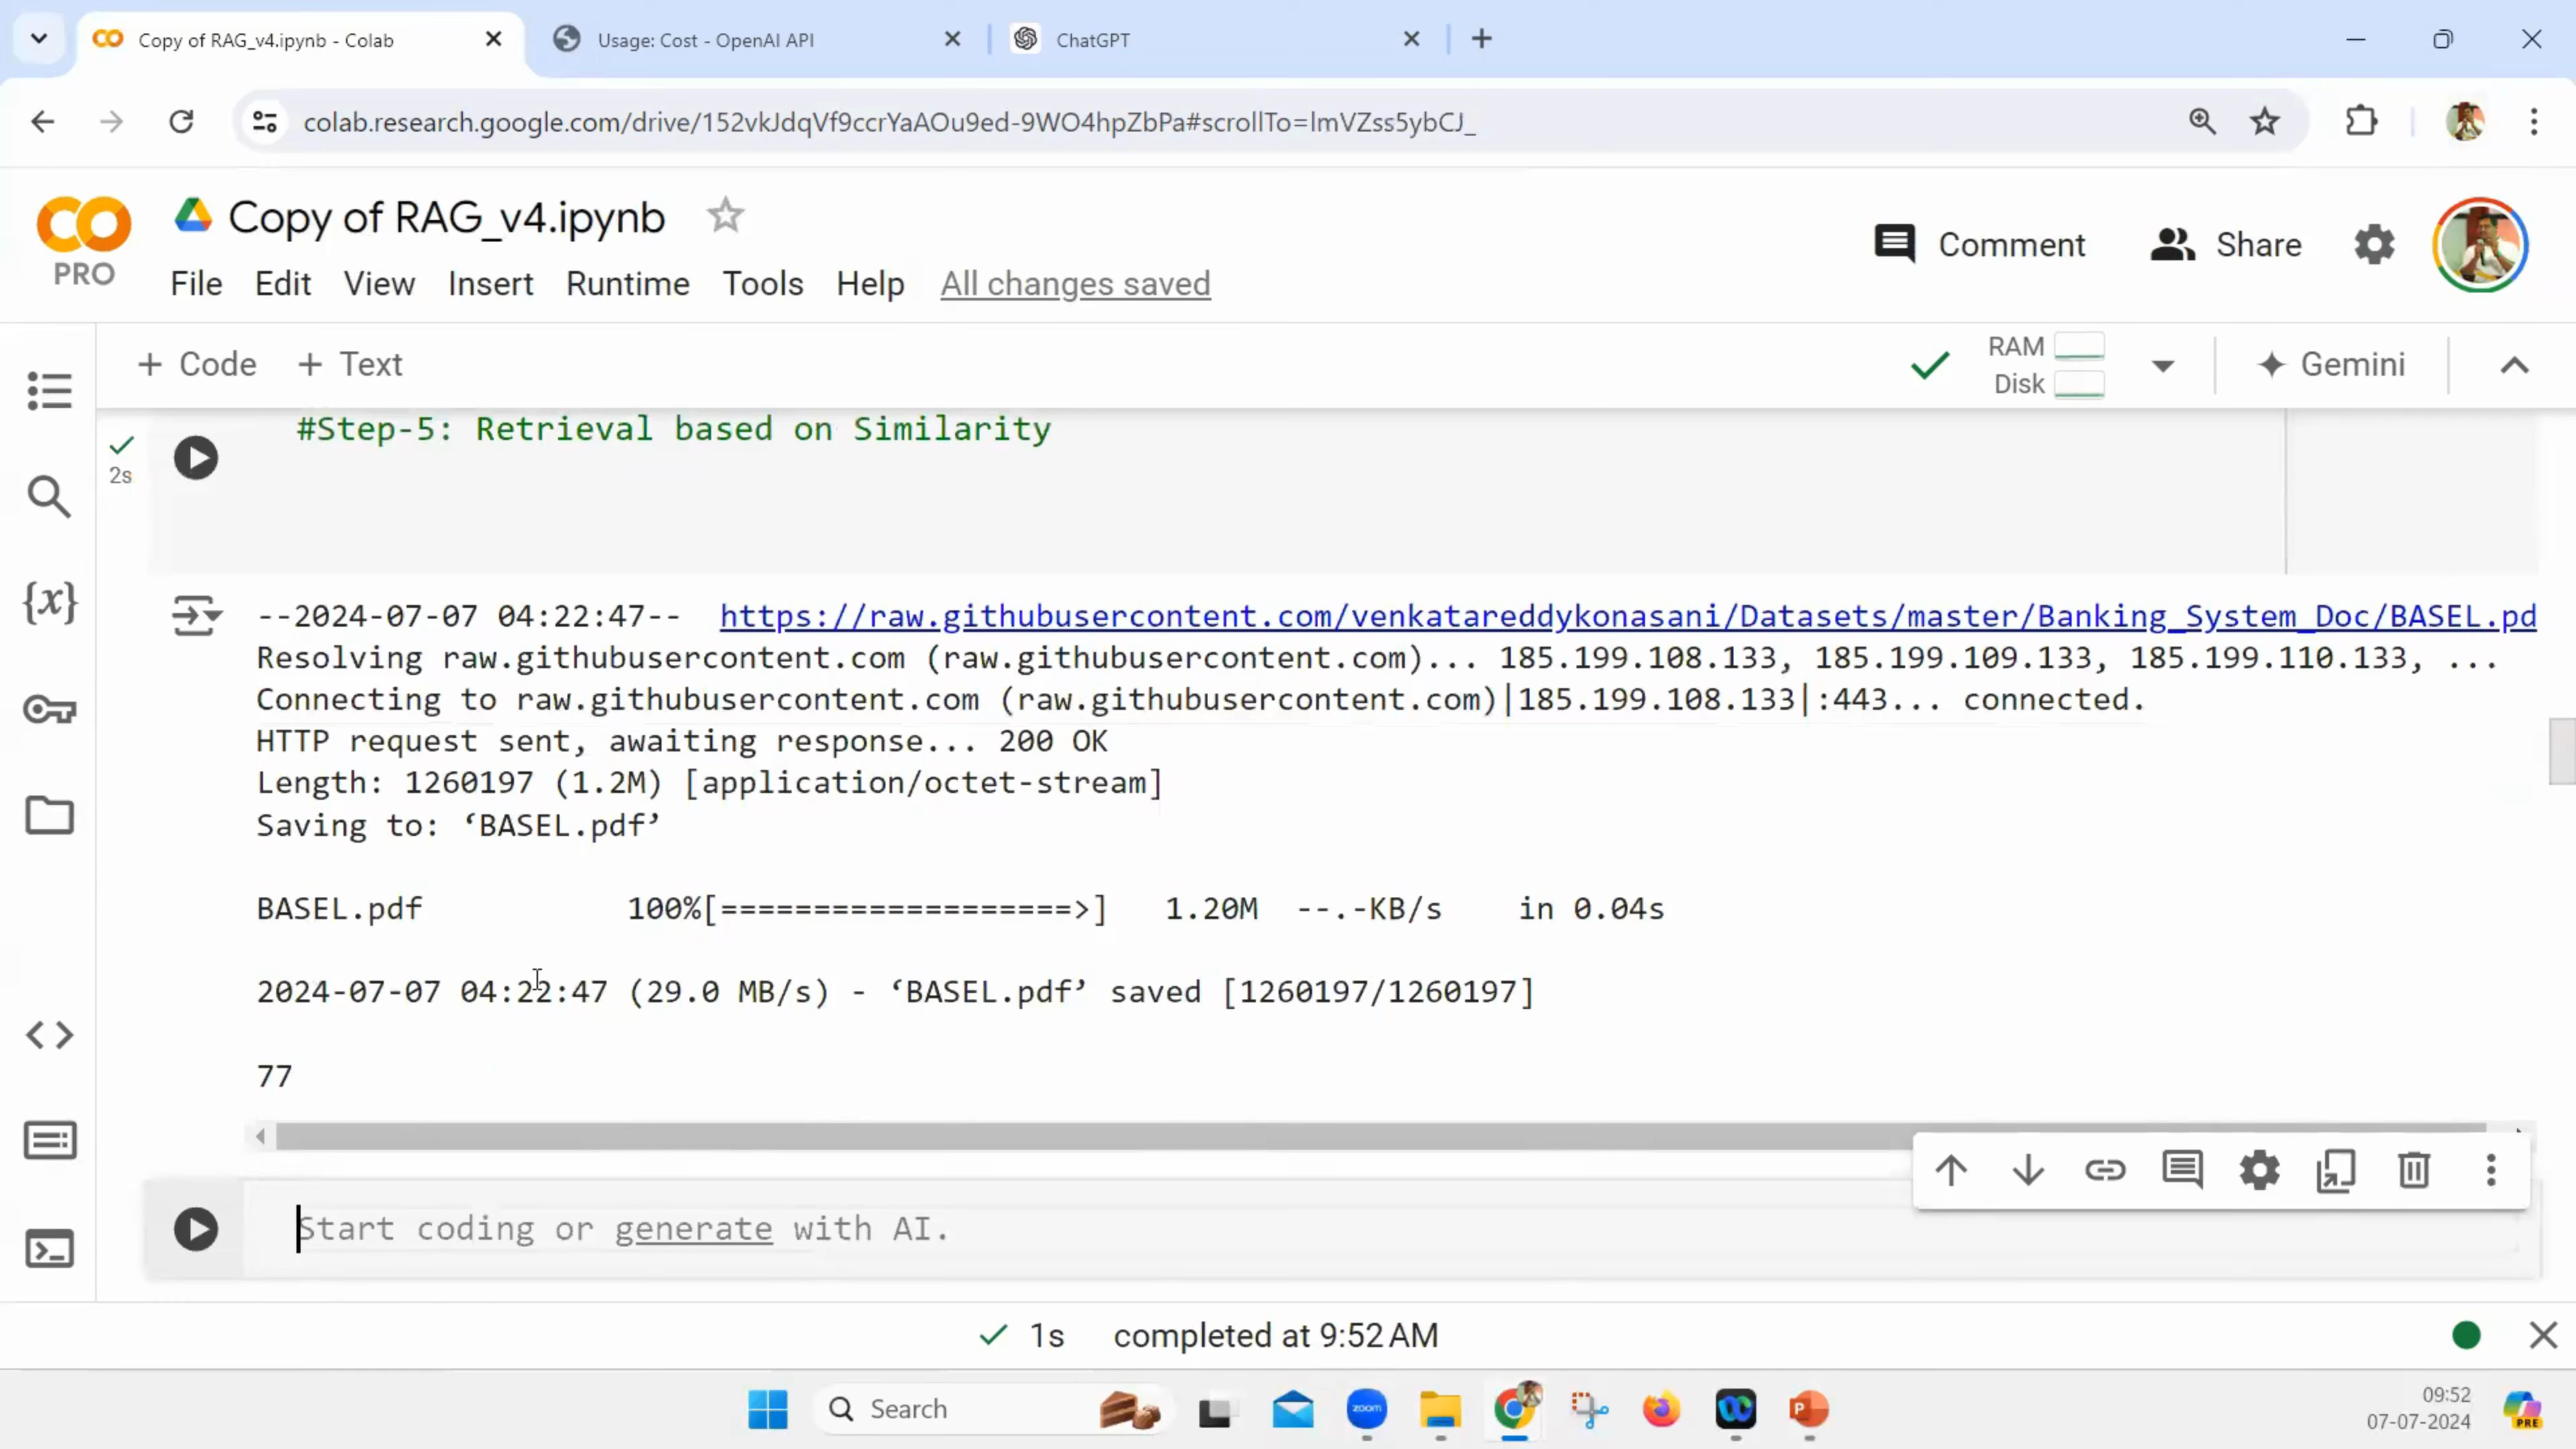 Copy of RAG_v4.ipynb - Colab
Usage: Cost - OpenAI API
ChatGPT
colab.research.google.com/drive/152vkJdqVf9ccrYaAOu9ed-9WO4hpZbPa#scrollTo=lmVZss5ybCJ_
CO
PRO
Copy of RAG_v4.ipynb
Comment
Share
File Edit View Insert Runtime Tools Help All changes saved
+ Code + Text
RAM
Disk
Gemini
#Step-5: Retrieval based on Similarity
2s
{x}
--2024-07-07 04:22:47-- https://raw.githubusercontent.com/venkatareddykonasani/Datasets/master/Banking_System_Doc/BASEL.pd
Resolving raw.githubusercontent.com (raw.githubusercontent.com)... 185.199.108.133, 185.199.109.133, 185.199.110.133, ...
Connecting to raw.githubusercontent.com (raw.githubusercontent.com)|185.199.108.133|:443... connected.
HTTP request sent, awaiting response... 200 OK
Length: 1260197 (1.2M) [application/octet-stream]
Saving to: ‘BASEL.pdf’
BASEL.pdf 100%[===================>] 1.20M --.-KB/s in 0.04s
2024-07-07 04:22:47 (29.0 MB/s) - ‘BASEL.pdf’ saved [1260197/1260197]
77
Start coding or generate with AI.
1s completed at 9:52 AM
Search
zoom
P
09:52
07-07-2024
PRE